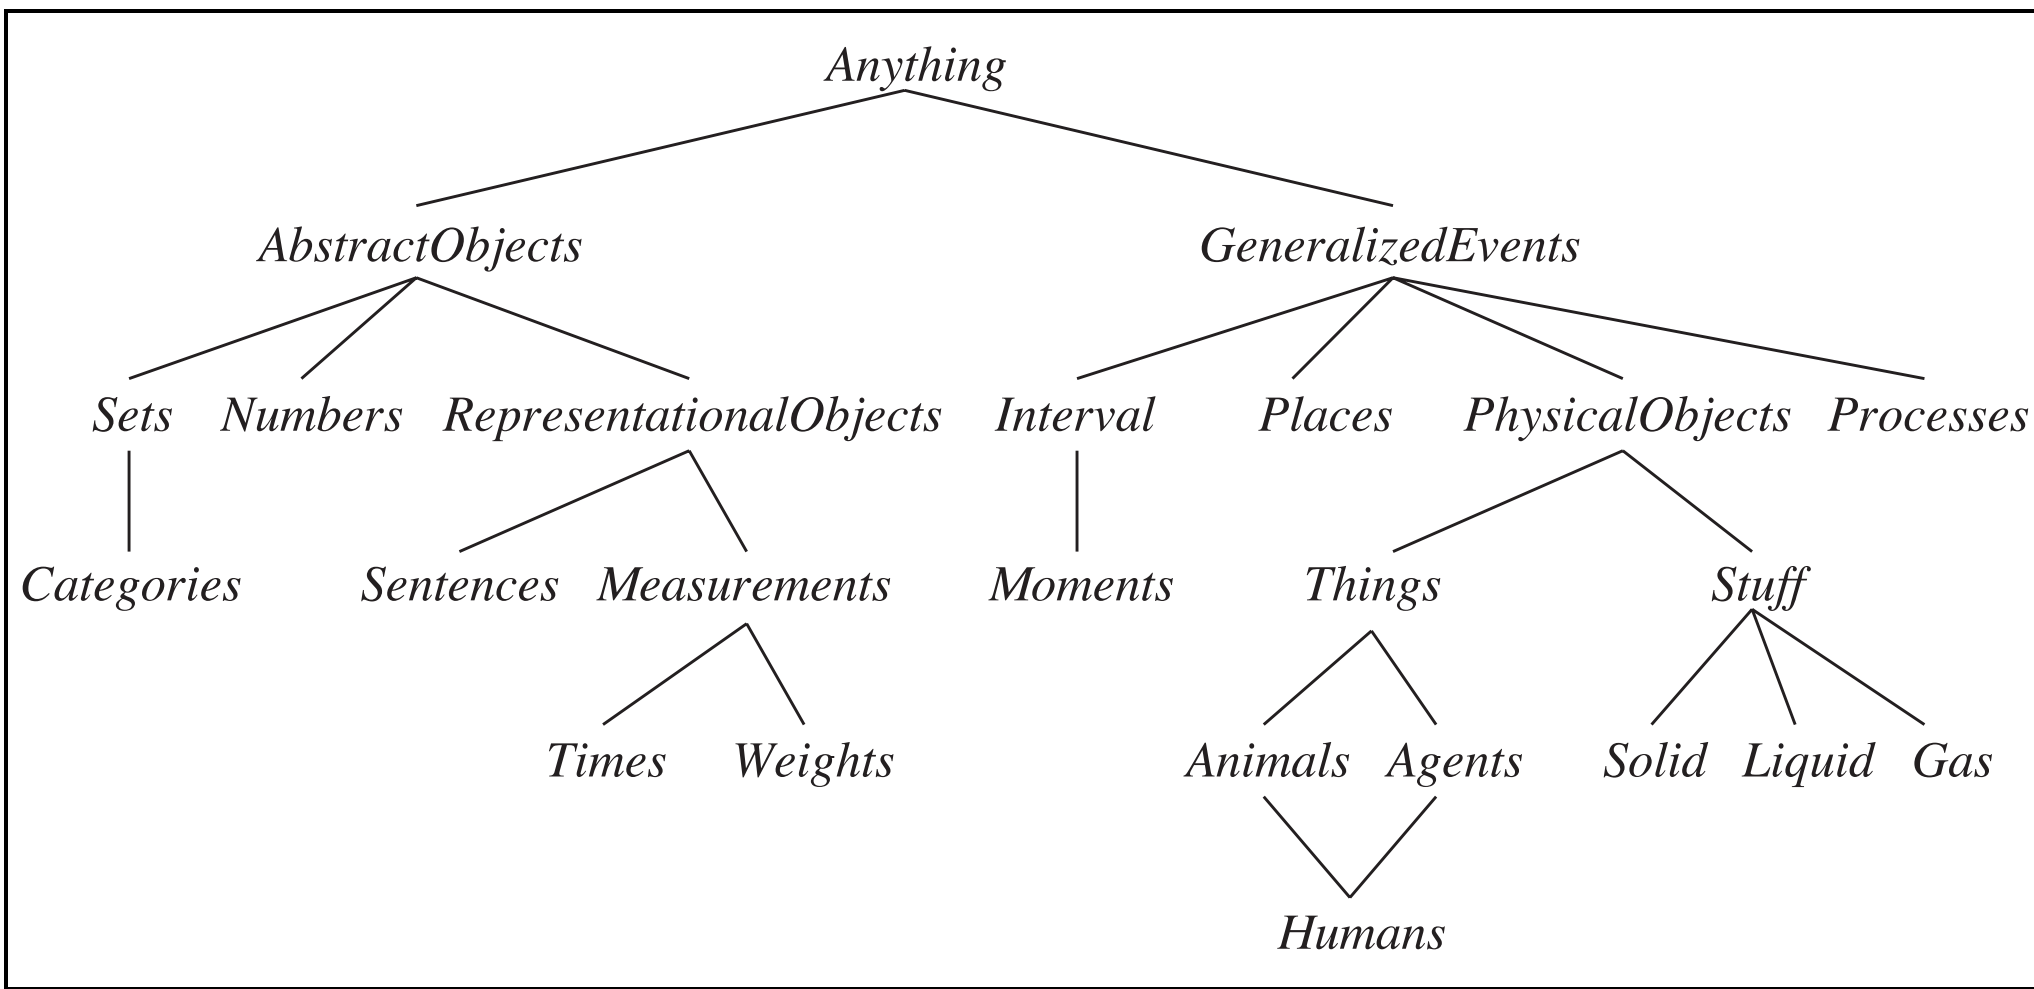 Anything
AbstractObjects GeneralizedEvents
Sets Numbers RepresentationalObjects Interval Places PhysicalObjects Processes
Categories Sentences Measurements Moments Things Stuff
Times Weights Animals Agents Solid Liquid Gas
Humans